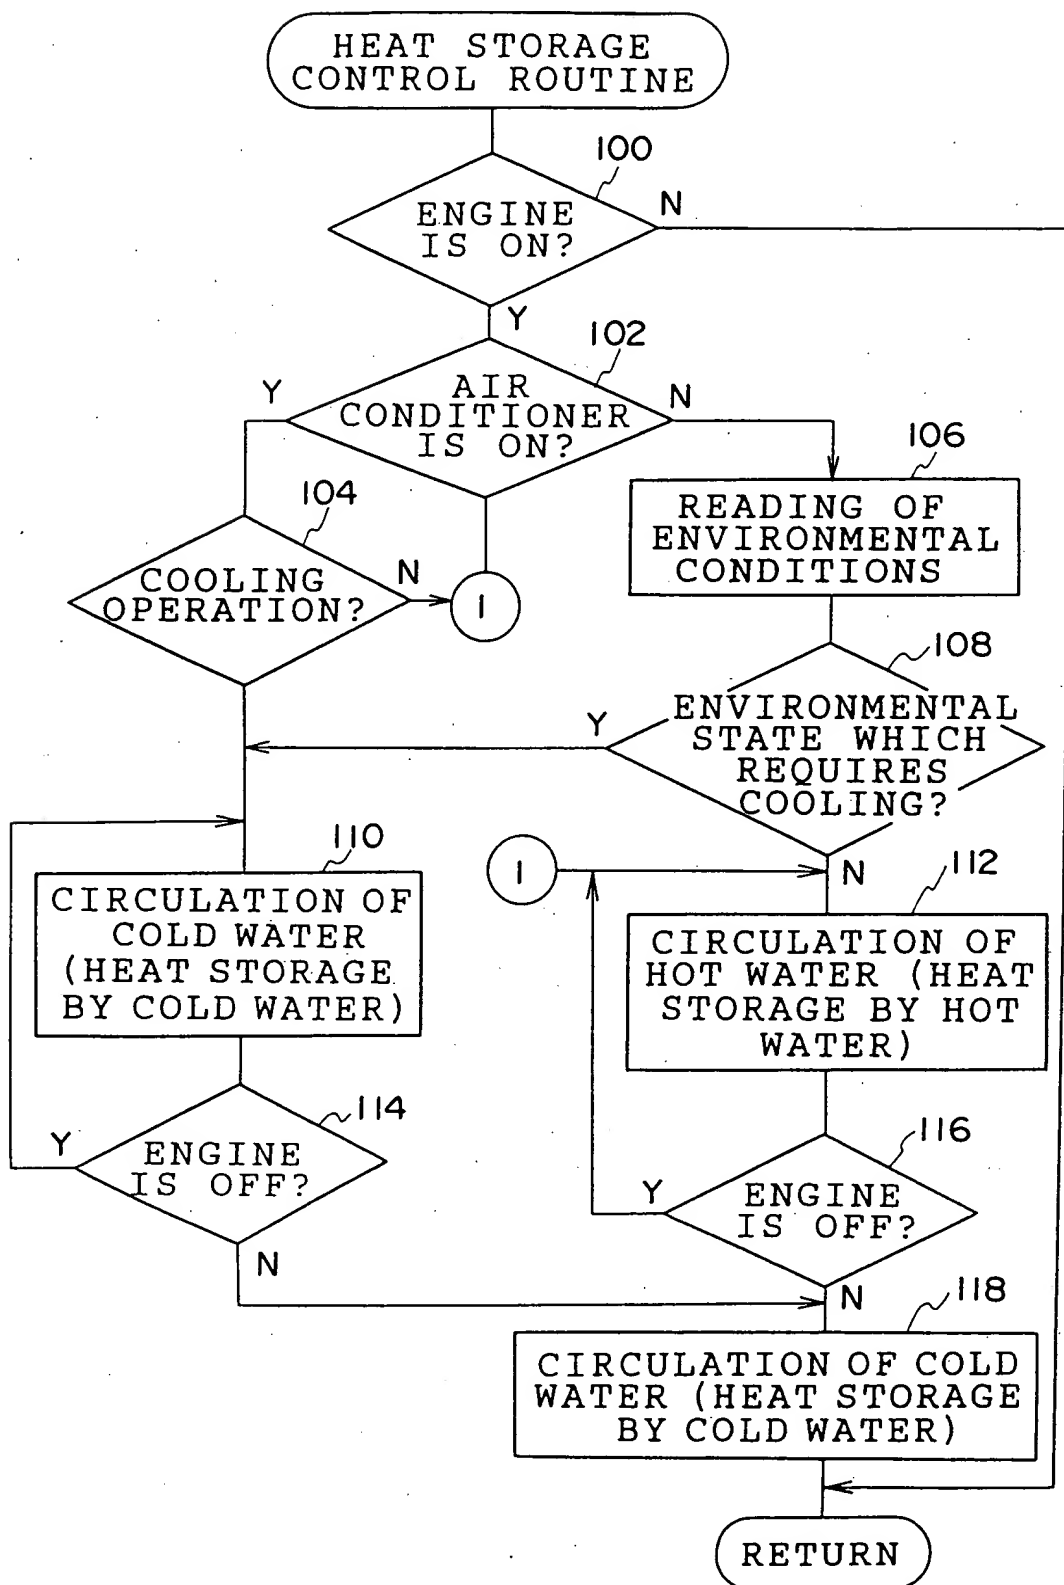 HEAT STORAGE
CONTROL ROUTINE
100
ENGINE
IS ON?
N
Y
102
AIR
CONDITIONER
IS ON?
Y
N
106
READING OF
ENVIRONMENTAL
CONDITIONS
104
COOLING
OPERATION?
N
1
108
ENVIRONMENTAL
STATE WHICH
REQUIRES
COOLING?
Y
N
110
CIRCULATION OF
COLD WATER
(HEAT STORAGE
BY COLD WATER)
1
112
CIRCULATION OF
HOT WATER (HEAT
STORAGE BY HOT
WATER)
114
ENGINE
IS OFF?
Y
N
116
ENGINE
IS OFF?
Y
N
118
CIRCULATION OF COLD
WATER (HEAT STORAGE
BY COLD WATER)
RETURN